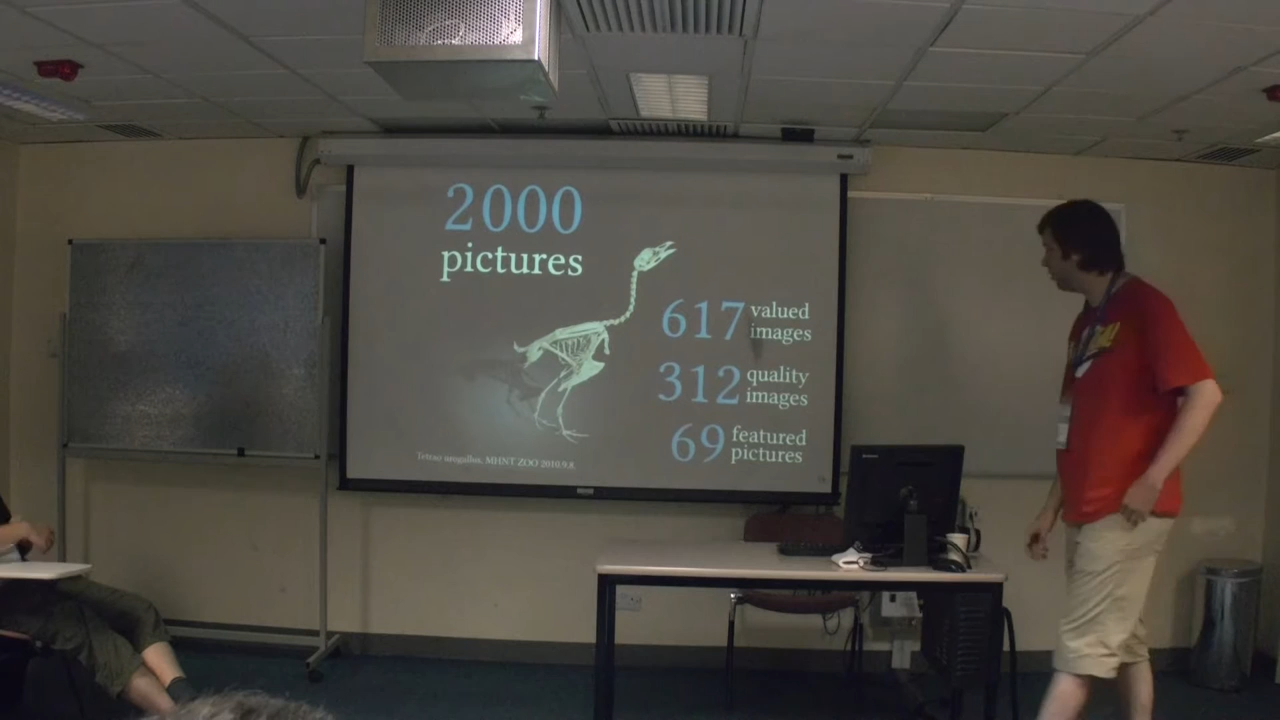 2000
pictures
617 valued
images
312 quality
images
69 featured
pictures
Tetrao urogallus, MHNT ZOO 2010.9.8.